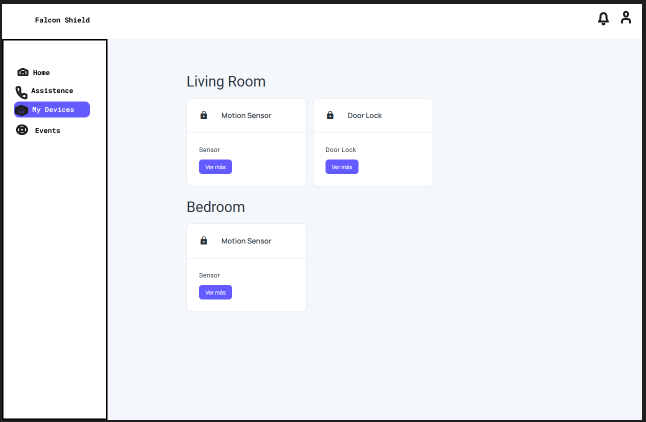 Falcon Shield
Home
Assistence
My Devices
Events
Living Room
Motion Sensor
Sensor
Ver más
Door Lock
Door Lock
Ver más
Bedroom
Motion Sensor
Sensor
Ver más